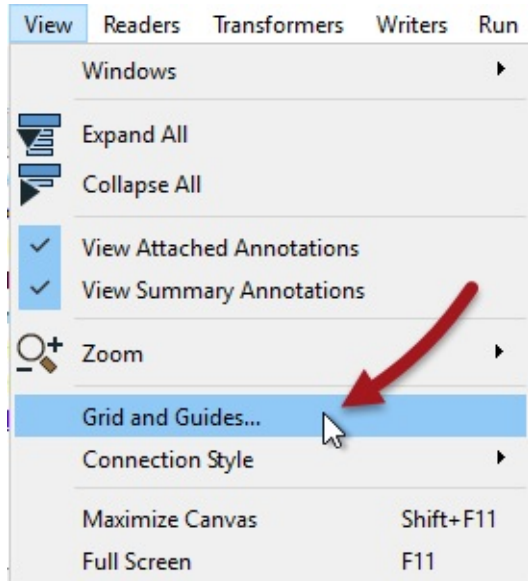 View Readers Transformers Writers Run
Windows
Expand All
Collapse All
View Attached Annotations
View Summary Annotations
Zoom
Grid and Guides...
Connection Style
Maximize Canvas Shift+F11
Full Screen F11